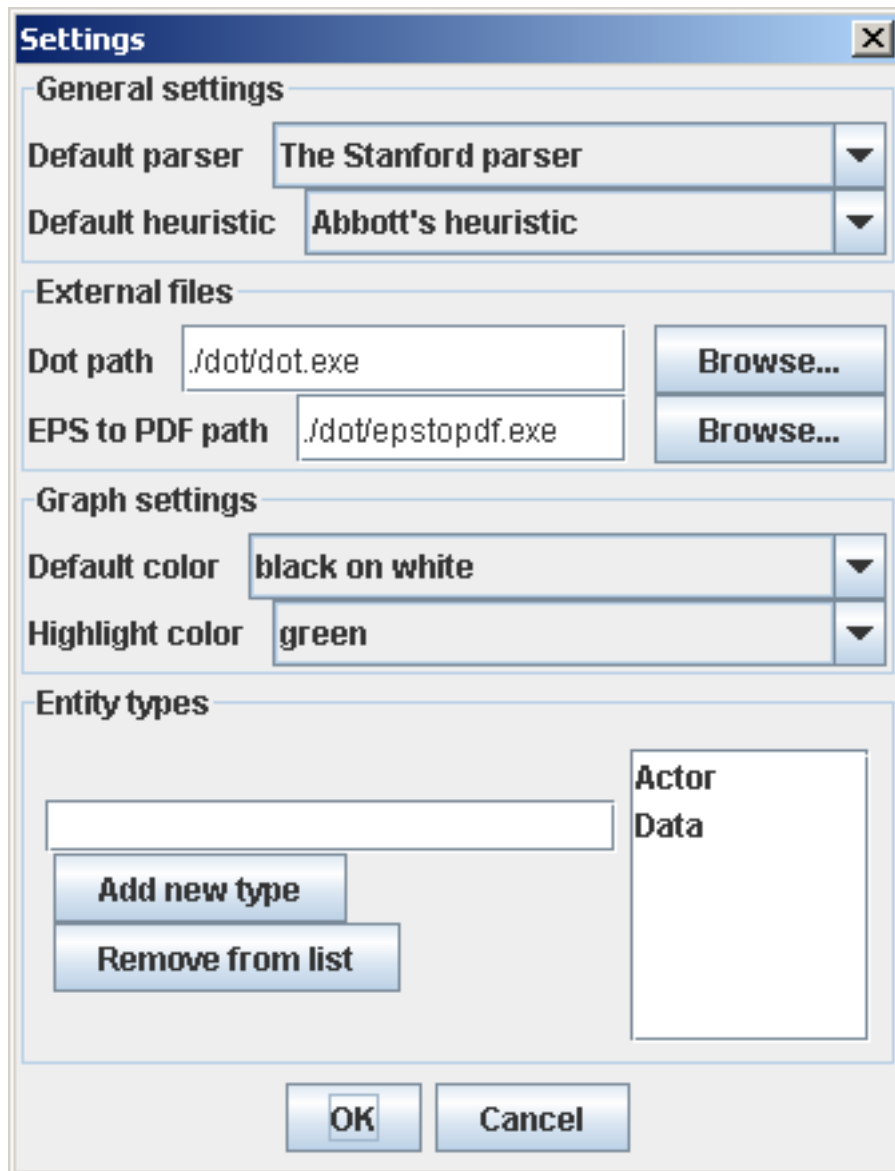 Settings
General settings
Default parser The Stanford parser
Default heuristic Abbott's heuristic
External files
Dot path ./dot/dot.exe Browse...
EPS to PDF path ./dot/epstopdf.exe Browse...
Graph settings
Default color black on white
Highlight color green
Entity types
Actor
Data
Add new type
Remove from list
OK Cancel